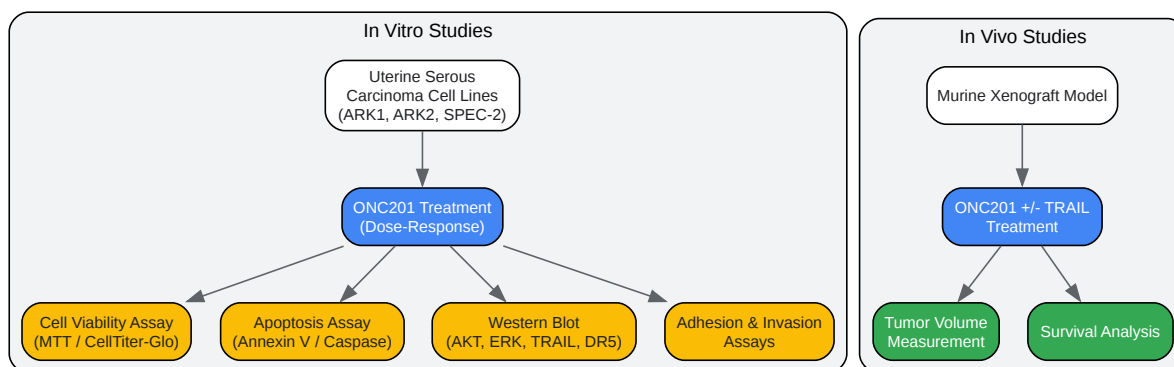 In Vitro Studies
Uterine Serous
Carcinoma Cell Lines
(ARK1, ARK2, SPEC-2)
ONC201 Treatment
(Dose-Response)
Cell Viability Assay
(MTT / CellTiter-Glo)
Apoptosis Assay
(Annexin V / Caspase)
Western Blot
(AKT, ERK, TRAIL, DR5)
Adhesion & Invasion
Assays
In Vivo Studies
Murine Xenograft Model
ONC201 +/- TRAIL
Treatment
Tumor Volume
Measurement
Survival Analysis